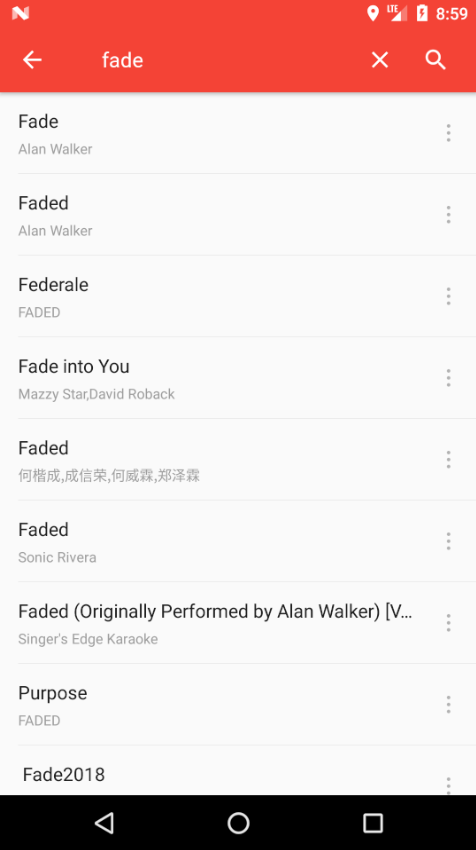 LTE 8:59
fade
Fade
Alan Walker
Faded
Alan Walker
Federale
FADED
Fade into You
Mazzy Star,David Roback
Faded
何楷成,成信荣,何威霖,郑泽霖
Faded
Sonic Rivera
Faded (Originally Performed by Alan Walker) [V...
Singer's Edge Karaoke
Purpose
FADED
Fade2018